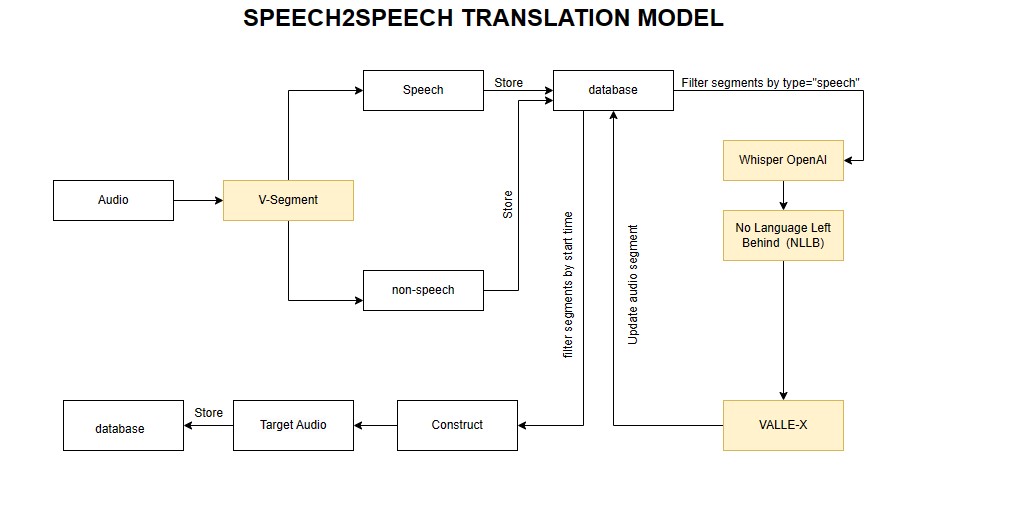 SPEECH2SPEECH TRANSLATION MODEL
Speech
Store
database
Filter segments by type="speech"
Whisper OpenAI
Audio
V-Segment
Store
No Language Left
Behind (NLLB)
non-speech
filter segments by start time
Update audio segment
database
Store
Target Audio
Construct
VALLE-X